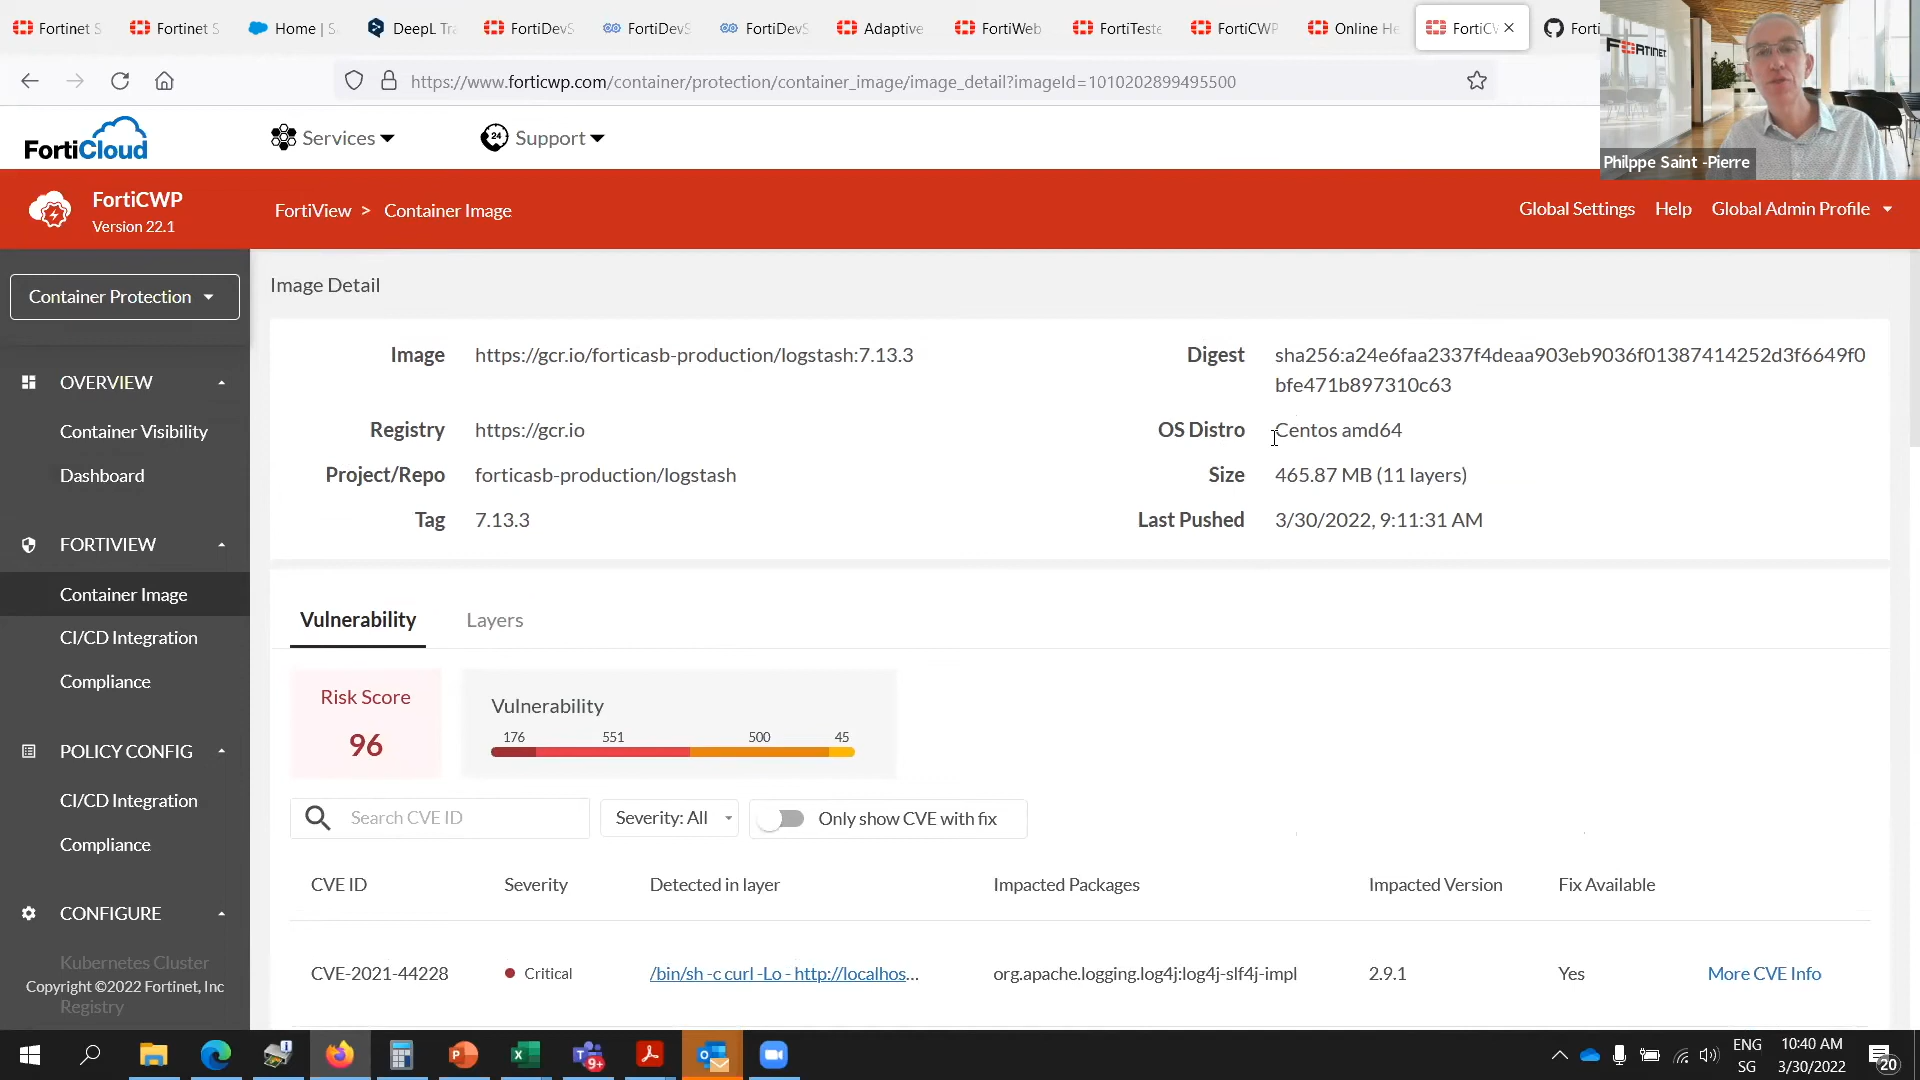 Fortinet S
Fortinet S
Home | S
DeepL Tra
FortiDevS
FortiDevS
FortiDevS
Adaptive
FortiWeb
FortiTeste
FortiCWP
Online He
FortiCW
Forti
https://www.forticwp.com/container/protection/container_image/image_detail?imageId=1010202899495500
FORTINET
Philppe Saint -Pierre
FortiCloud
Services
24
Support
FortiCWP
Version 22.1
FortiView > Container Image
Global Settings
Help
Global Admin Profile
Container Protection
OVERVIEW
Container Visibility
Dashboard
FORTIVIEW
Container Image
CI/CD Integration
Compliance
POLICY CONFIG
CI/CD Integration
Compliance
CONFIGURE
Kubernetes Cluster
Copyright ©2022 Fortinet, Inc
Registry
Image Detail
Image https://gcr.io/forticasb-production/logstash:7.13.3
Registry https://gcr.io
Project/Repo forticasb-production/logstash
Tag 7.13.3
Digest sha256:a24e6faa2337f4deaa903eb9036f01387414252d3f6649f0
bfe471b897310c63
OS Distro Centos amd64
Size 465.87 MB (11 layers)
Last Pushed 3/30/2022, 9:11:31 AM
Vulnerability
Layers
Risk Score
96
Vulnerability
176 551 500 45
Search CVE ID
Severity: All
Only show CVE with fix
CVE ID Severity Detected in layer Impacted Packages Impacted Version Fix Available
CVE-2021-44228 Critical /bin/sh -c curl -Lo - http://localhos... org.apache.logging.log4j:log4j-slf4j-impl 2.9.1 Yes More CVE Info
9+
ENG
SG
10:40 AM
3/30/2022
20